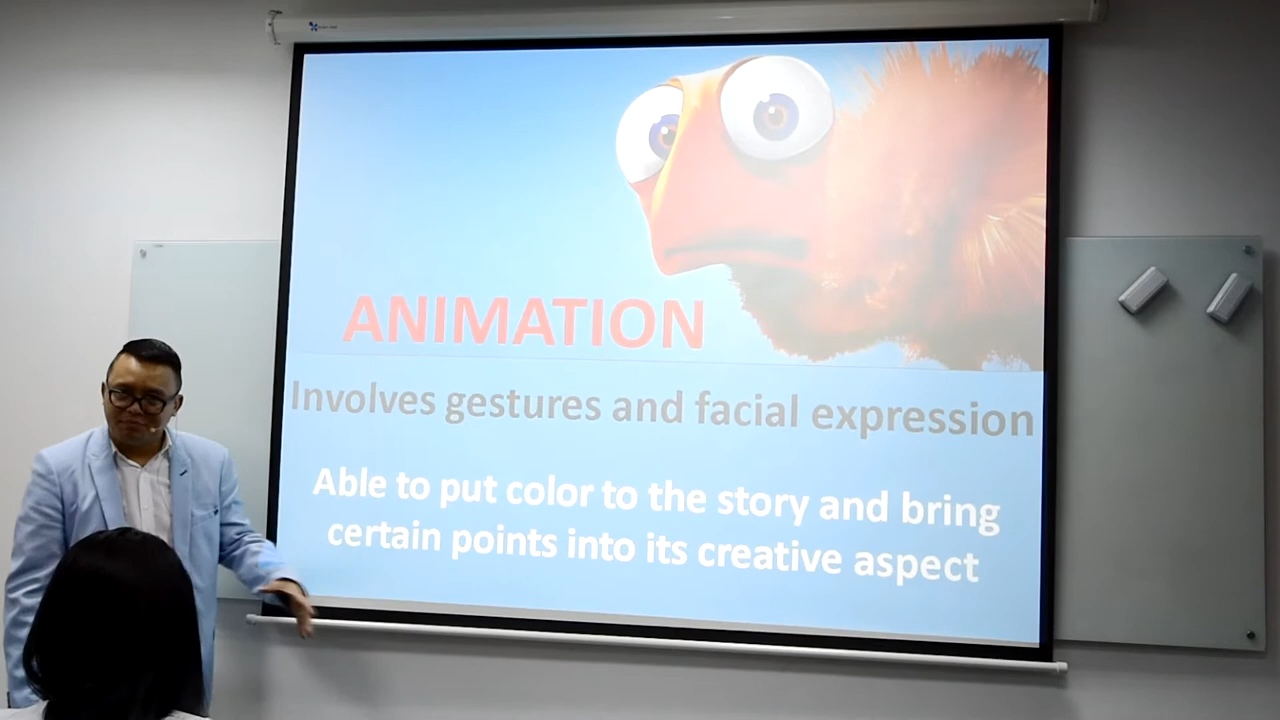 ANIMATION
Involves gestures and facial expression
Able to put color to the story and bring
certain points into its creative aspect